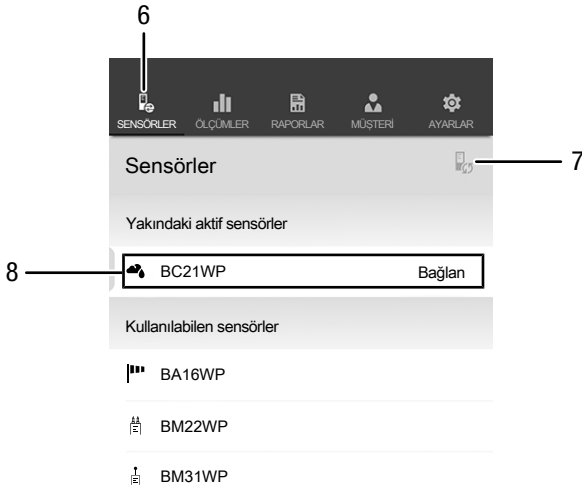 6
SENSÖRLER ÖLÇÜMLER RAPORLAR MÜŞTERİ AYARLAR
Sensörler
7
Yakındaki aktif sensörler
8
BC21WP Bağlan
Kullanılabilen sensörler
BA16WP
BM22WP
BM31WP